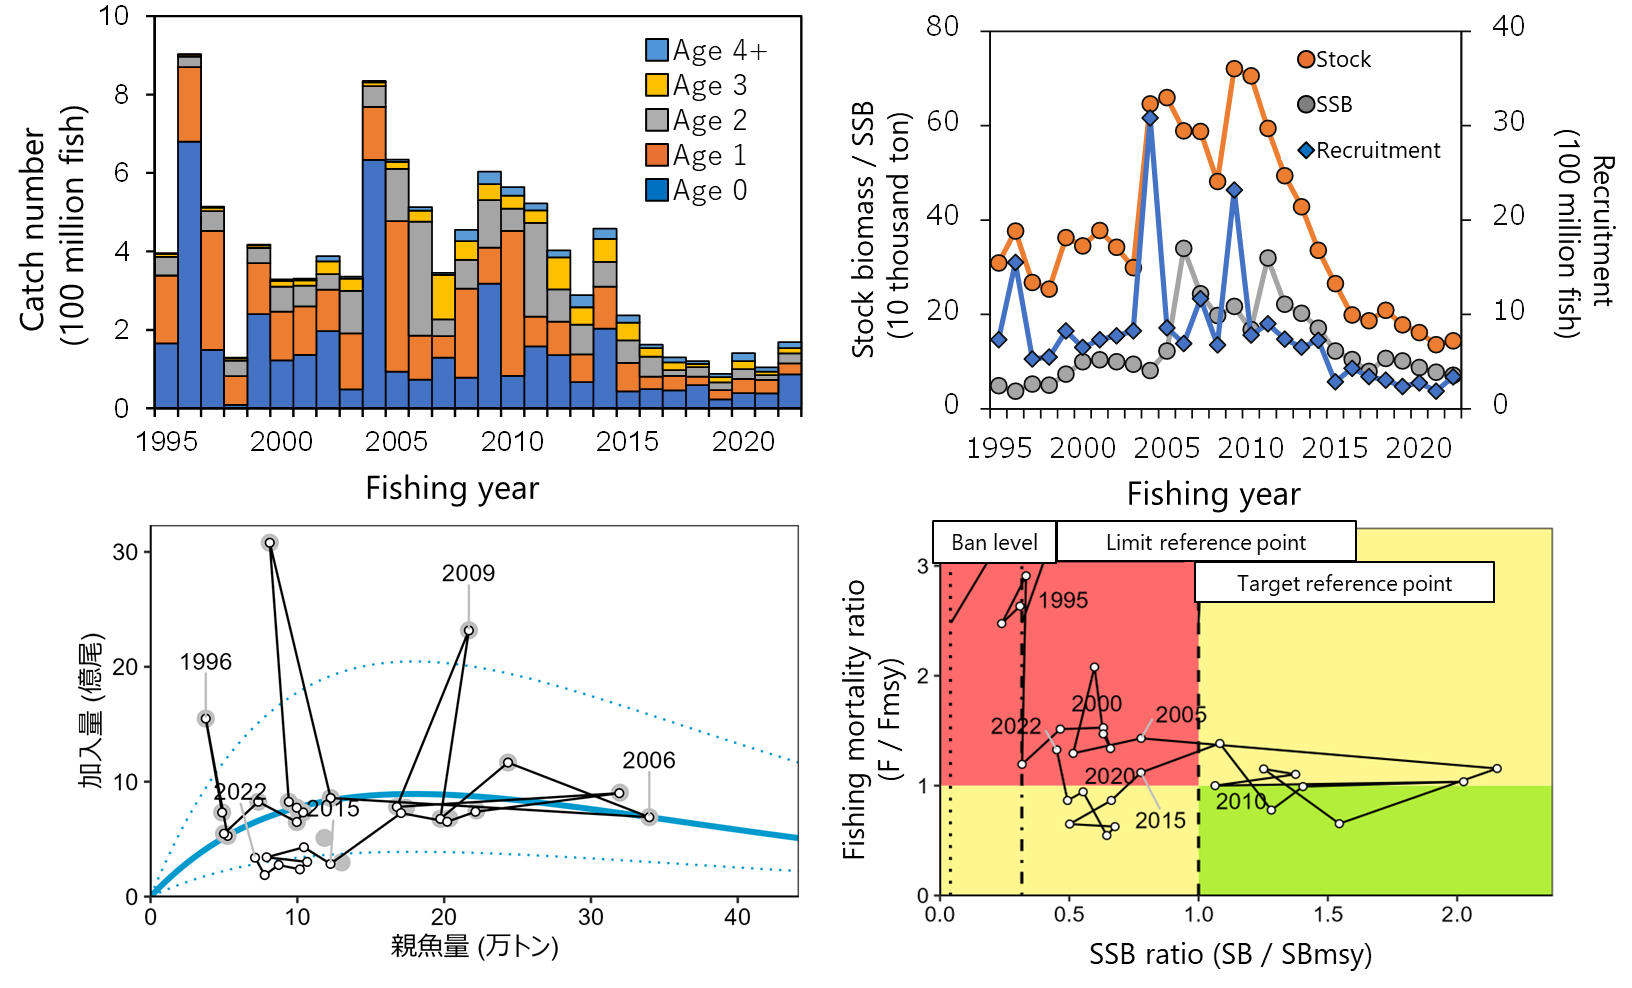 10
8
6
4
2
0
Catch number
(100 million fish)
Age 4+
Age 3
Age 2
Age 1
Age 0
1995
2000
2005
2010
2015
2020
Fishing year
80
60
40
20
0
Stock biomass / SSB
(10 thousand ton)
Stock
SSB
Recruitment
40
30
20
10
0
Recruitment
(100 million fish)
1995
2000
2005
2010
2015
2020
Fishing year
30
20
10
0
加入量 (億尾)
1996
2009
2006
2022
2015
0
10
20
30
40
親魚量 (万トン)
Ban level
Limit reference point
Target reference point
3
2
1
0
Fishing mortality ratio
(F / Fmsy)
1995
2000
2005
2022
2020
2010
2015
0.0
0.5
1.0
1.5
2.0
SSB ratio (SB / SBmsy)